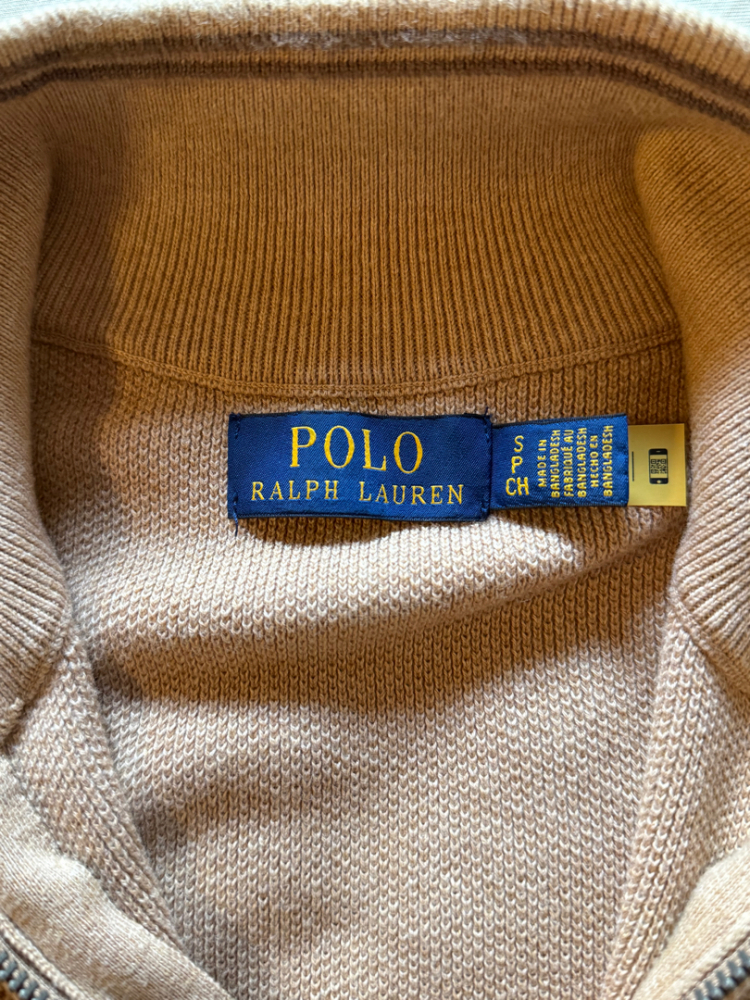 POLO
RALPH LAUREN
S
P
CH
MADE IN
BANGLADESH
FABRIQUÉ AU
BANGLADESH
HECHO EN
BANGLADESH